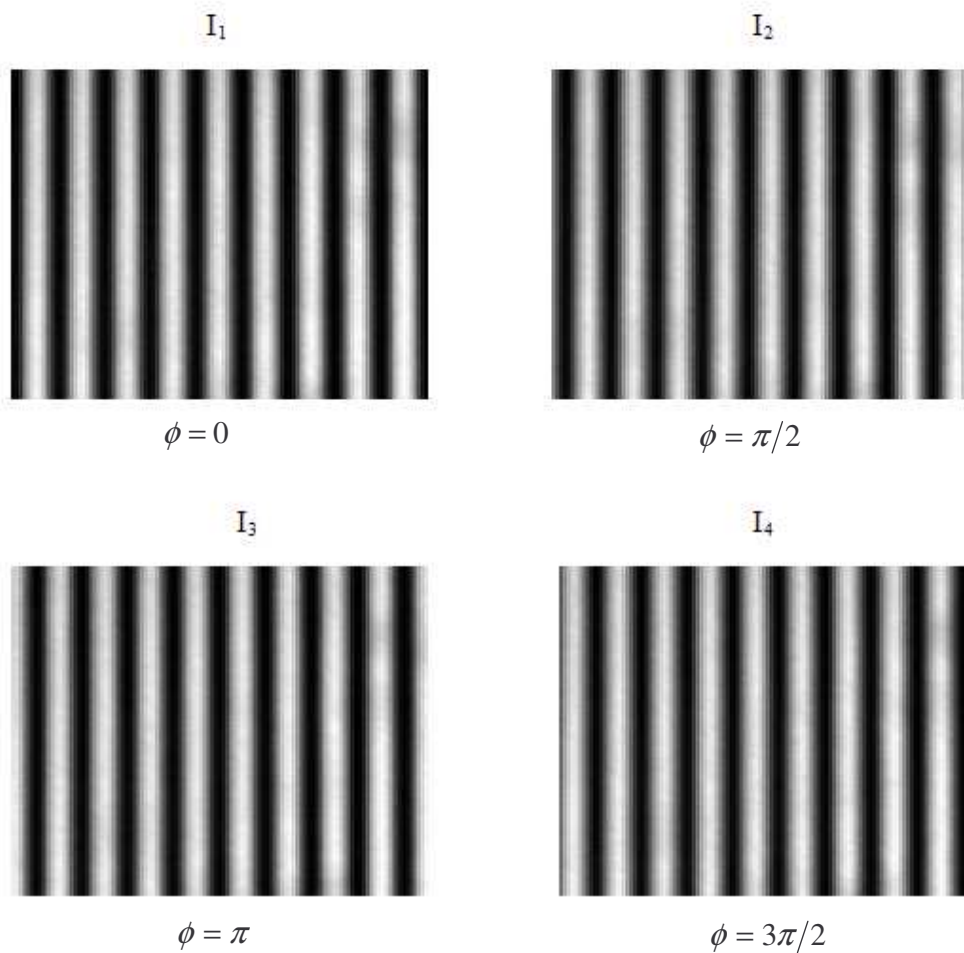 I₁
I₂
ϕ = 0
ϕ = π/2
I₃
I₄
ϕ = π
ϕ = 3π/2